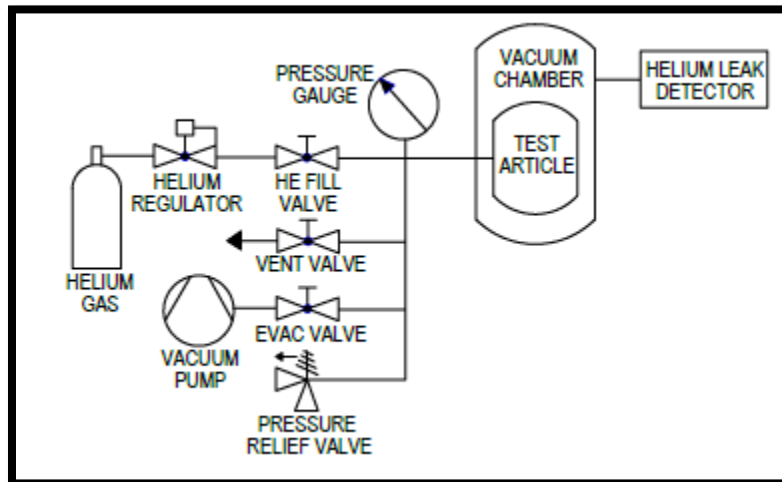 PRESSURE
GAUGE
VACUUM
CHAMBER
HELIUM LEAK
DETECTOR
TEST
ARTICLE
HELIUM
REGULATOR
HE FILL
VALVE
HELIUM
GAS
VENT VALVE
VACUUM
PUMP
EVAC VALVE
PRESSURE
RELIEF VALVE